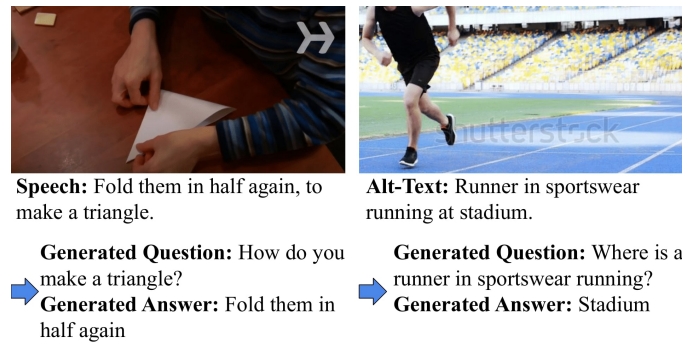 Speech: Fold them in half again, to
make a triangle.
Generated Question: How do you
make a triangle?
Generated Answer: Fold them in
half again
shutterstock
Alt-Text: Runner in sportswear
running at stadium.
Generated Question: Where is a
runner in sportswear running?
Generated Answer: Stadium